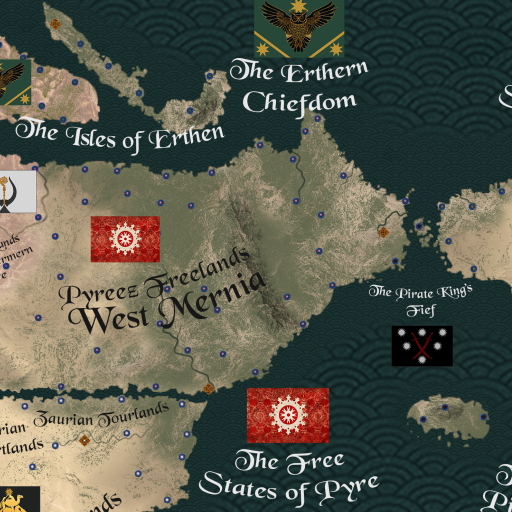 The Erthern
Chiefdom
The Isles of Erthen
Pyreez Freelands
West Mernia
The Pirate King's
Fief
Zaurian Tourlands
The Free
States of Pyre